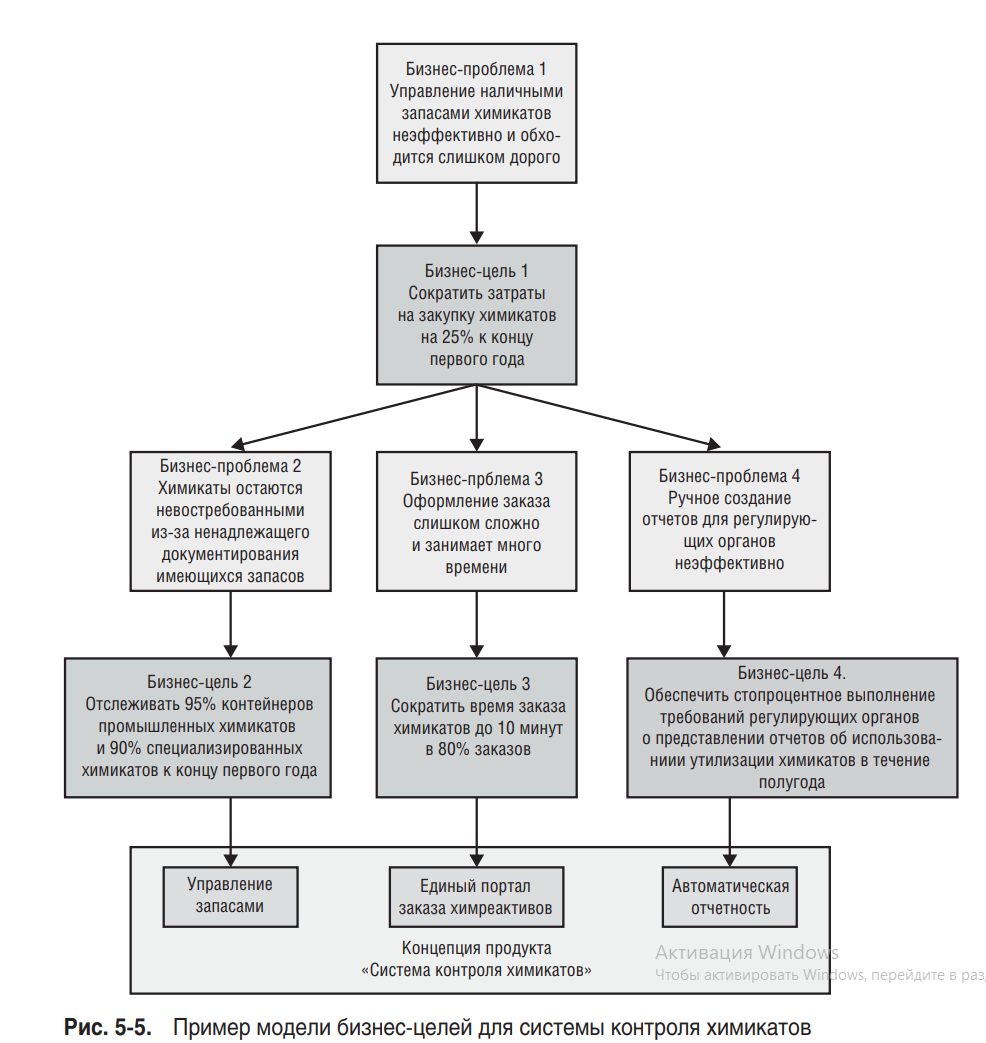 Бизнес-проблема 1
Управление наличными
запасами химикатов
неэффективно и обхо-
дится слишком дорого
Бизнес-цель 1
Сократить затраты
на закупку химикатов
на 25% к концу
первого года
Бизнес-проблема 2
Химикаты остаются
невостребованными
из-за ненадлежащего
документирования
имеющихся запасов
Бизнес-прблема 3
Оформление заказа
слишком сложно
и занимает много
времени
Бизнес-проблема 4
Ручное создание
отчетов для регулирую-
щих органов
неэффективно
Бизнес-цель 2
Отслеживать 95% контейнеров
промышленных химикатов
и 90% специализированных
химикатов к концу первого года
Бизнес-цель 3
Сократить время заказа
химикатов до 10 минут
в 80% заказов
Бизнес-цель 4.
Обеспечить стопроцентное выполнение
требований регулирующих органов
о представлении отчетов об использова-
ниии утилизации химикатов в течение
полугода
Управление
запасами
Единый портал
заказа химреактивов
Автоматическая
отчетность
Концепция продукта
«Система контроля химикатов»
Активация Windows
Чтобы активировать Windows, перейдите в раз
Рис. 5-5. Пример модели бизнес-целей для системы контроля химикатов